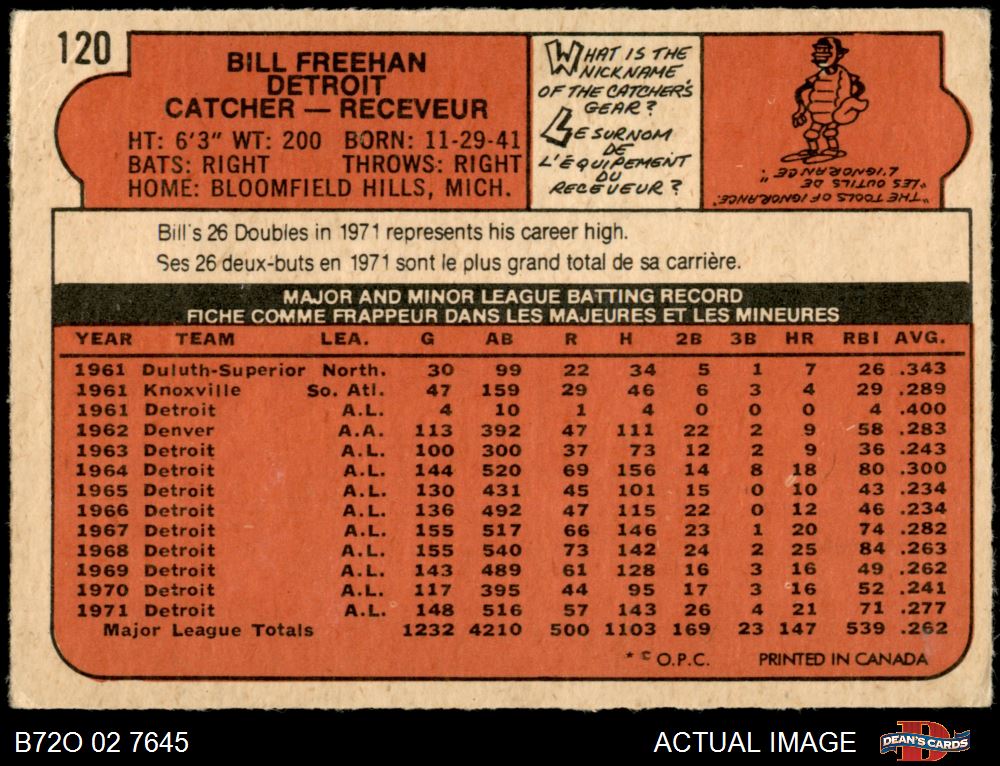 120
BILL FREEHAN
DETROIT
CATCHER — RECEVEUR
HT: 6'3" WT: 200 BORN: 11-29-41
BATS: RIGHT THROWS: RIGHT
HOME: BLOOMFIELD HILLS, MICH.
WHAT IS THE
NICKNAME
OF THE CATCHER'S
GEAR?
LE SURNOM
DE
L'ÉQUIPEMENT
DU
RECEVEUR?
"THE TOOLS OF IGNORANCE".
"LES OUTILS DE
L'IGNORANCE".
Bill's 26 Doubles in 1971 represents his career high.
Ses 26 deux-buts en 1971 sont le plus grand total de sa carrière.
MAJOR AND MINOR LEAGUE BATTING RECORD
FICHE COMME FRAPPEUR DANS LES MAJEURES ET LES MINEURES
YEAR TEAM LEA. G AB R H 2B 3B HR RBI AVG.
1961 Duluth-Superior North. 30 99 22 34 5 1 7 26 .343
1961 Knoxville So. Atl. 47 159 29 46 6 3 4 29 .289
1961 Detroit A.L. 4 10 1 4 0 0 0 4 .400
1962 Denver A.A. 113 392 47 111 22 2 9 58 .283
1963 Detroit A.L. 100 300 37 73 12 2 9 36 .243
1964 Detroit A.L. 144 520 69 156 14 8 18 80 .300
1965 Detroit A.L. 130 431 45 101 15 0 10 43 .234
1966 Detroit A.L. 136 492 47 115 22 0 12 46 .234
1967 Detroit A.L. 155 517 66 146 23 1 20 74 .282
1968 Detroit A.L. 155 540 73 142 24 2 25 84 .263
1969 Detroit A.L. 143 489 61 128 16 3 16 49 .262
1970 Detroit A.L. 117 395 44 95 17 3 16 52 .241
1971 Detroit A.L. 148 516 57 143 26 4 21 71 .277
Major League Totals 1232 4210 500 1103 169 23 147 539 .262
* © O.P.C. PRINTED IN CANADA
B72O 02 7645 ACTUAL IMAGE DEAN'S CARDS